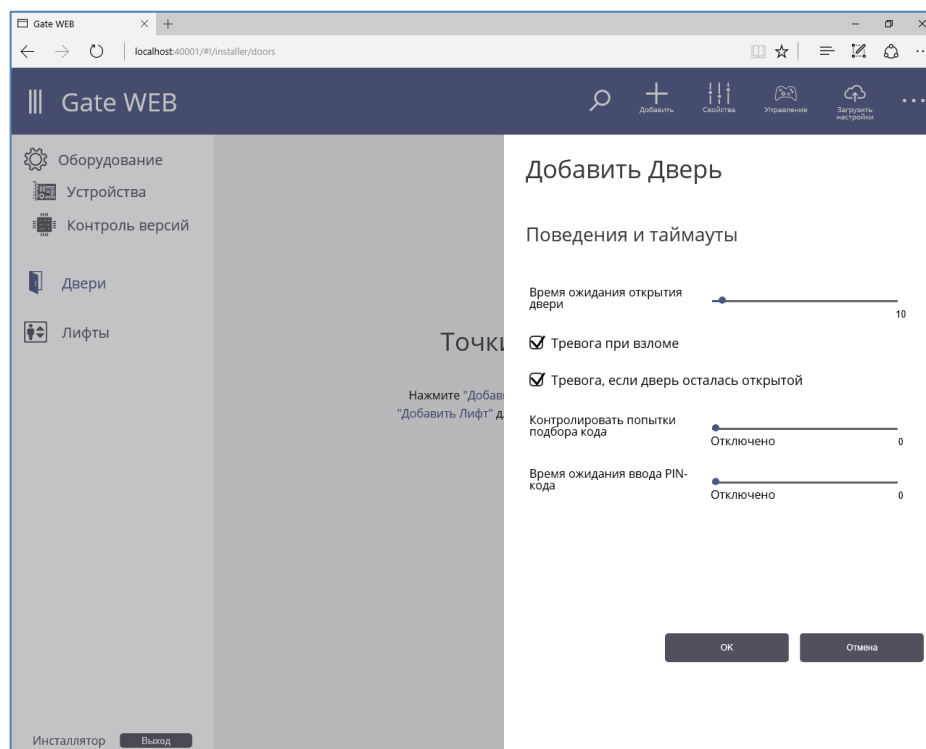 Gate WEB
localhost:40001/#!/installer/doors
Gate WEB
Добавить
Свойства
Управление
Загрузить
настройки
Оборудование
Устройства
Контроль версий
Двери
Лифты
Инсталлятор
Выход
Точки
Нажмите "Добав
"Добавить Лифт" д
Добавить Дверь
Поведения и таймауты
Время ожидания открытия
двери
10
Тревога при взломе
Тревога, если дверь осталась открытой
Контролировать попытки
подбора кода
Отключено
0
Время ожидания ввода PIN-
кода
Отключено
0
OK
Отмена